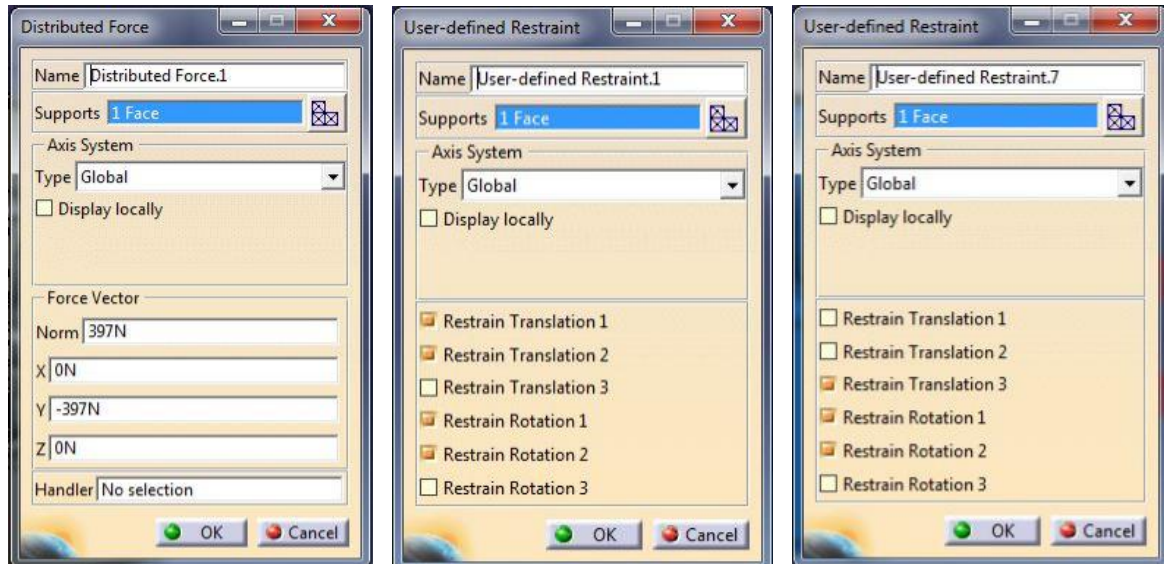 Distributed Force
Name Distributed Force.1
Supports 1 Face
Axis System
Type Global
Display locally
Force Vector
Norm 397N
X 0N
Y -397N
Z 0N
Handler No selection
OK Cancel
User-defined Restraint
Name User-defined Restraint.1
Supports 1 Face
Axis System
Type Global
Display locally
Restrain Translation 1
Restrain Translation 2
Restrain Translation 3
Restrain Rotation 1
Restrain Rotation 2
Restrain Rotation 3
OK Cancel
User-defined Restraint
Name User-defined Restraint.7
Supports 1 Face
Axis System
Type Global
Display locally
Restrain Translation 1
Restrain Translation 2
Restrain Translation 3
Restrain Rotation 1
Restrain Rotation 2
Restrain Rotation 3
OK Cancel